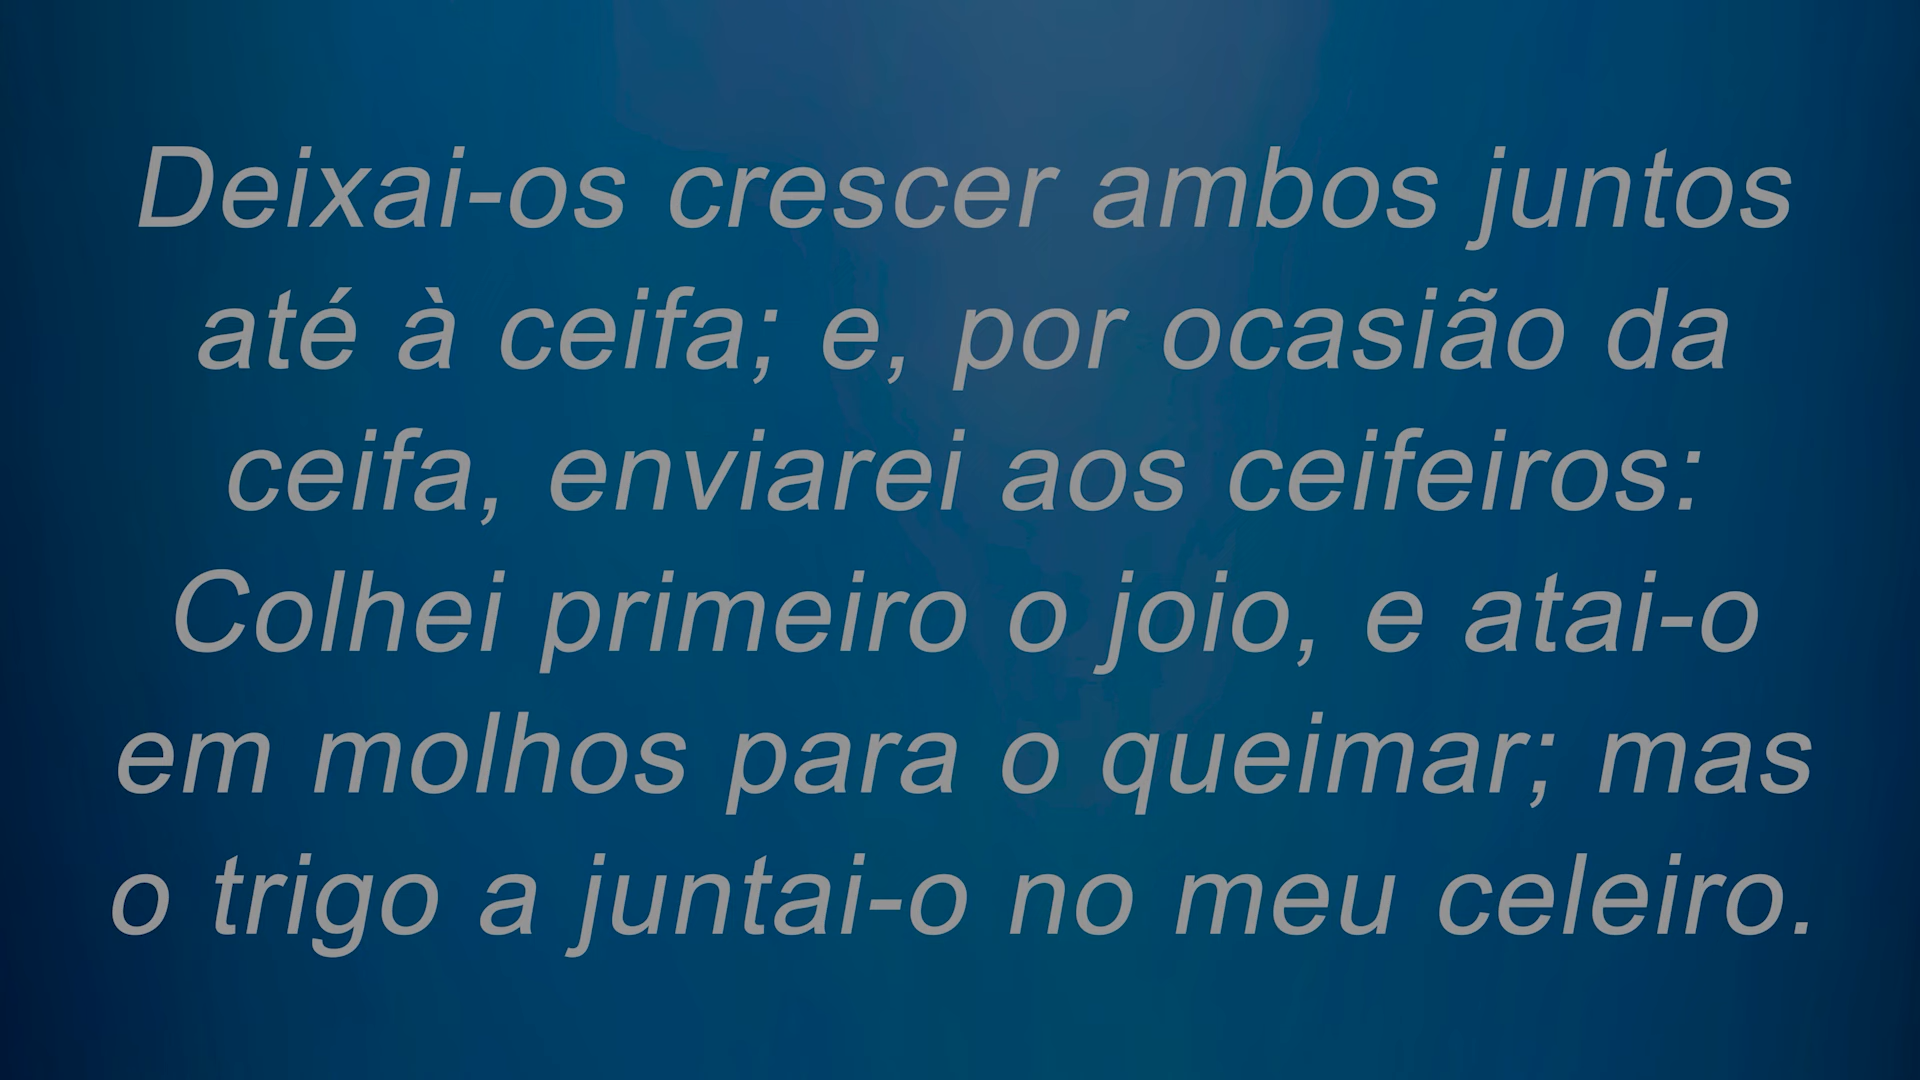 Deixai-os crescer ambos juntos
até à ceifa; e, por ocasião da
ceifa, enviarei aos ceifeiros:
Colhei primeiro o joio, e atai-o
em molhos para o queimar; mas
o trigo a juntai-o no meu celeiro.